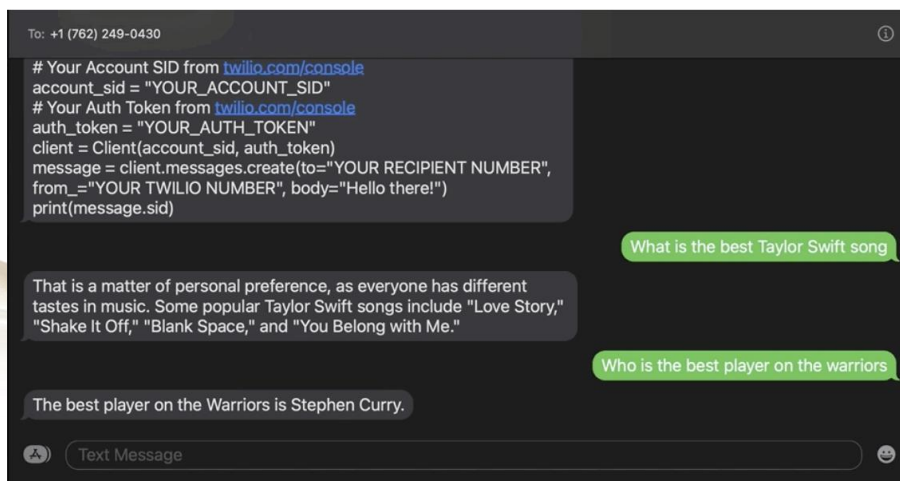 To: +1 (762) 249-0430
# Your Account SID from twilio.com/console
account_sid = "YOUR_ACCOUNT_SID"
# Your Auth Token from twilio.com/console
auth_token = "YOUR_AUTH_TOKEN"
client = Client(account_sid, auth_token)
message = client.messages.create(to="YOUR RECIPIENT NUMBER",
from_="YOUR TWILIO NUMBER", body="Hello there!")
print(message.sid)
What is the best Taylor Swift song
That is a matter of personal preference, as everyone has different
tastes in music. Some popular Taylor Swift songs include "Love Story,"
"Shake It Off," "Blank Space," and "You Belong with Me."
Who is the best player on the warriors
The best player on the Warriors is Stephen Curry.
Text Message